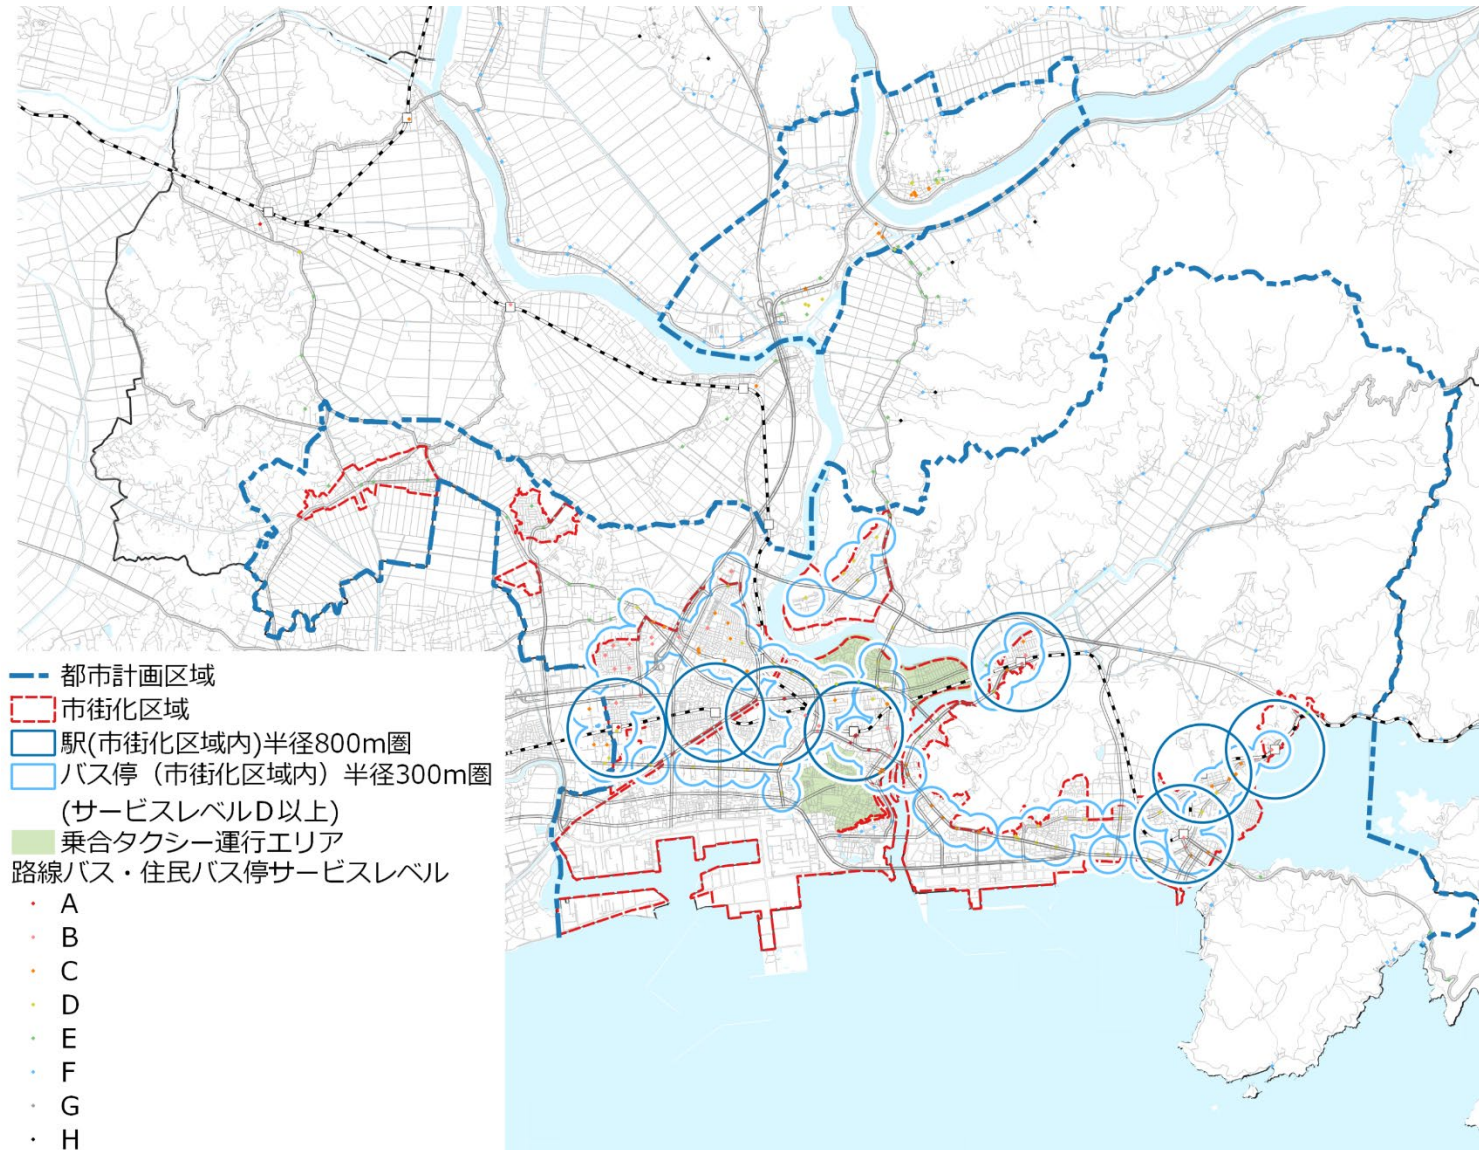 都市計画区域
市街化区域
駅(市街化区域内)半径800m圏
バス停（市街化区域内）半径300m圏
(サービスレベルD以上)
乗合タクシー運行エリア
路線バス・住民バス停サービスレベル
A
B
C
D
E
F
G
H